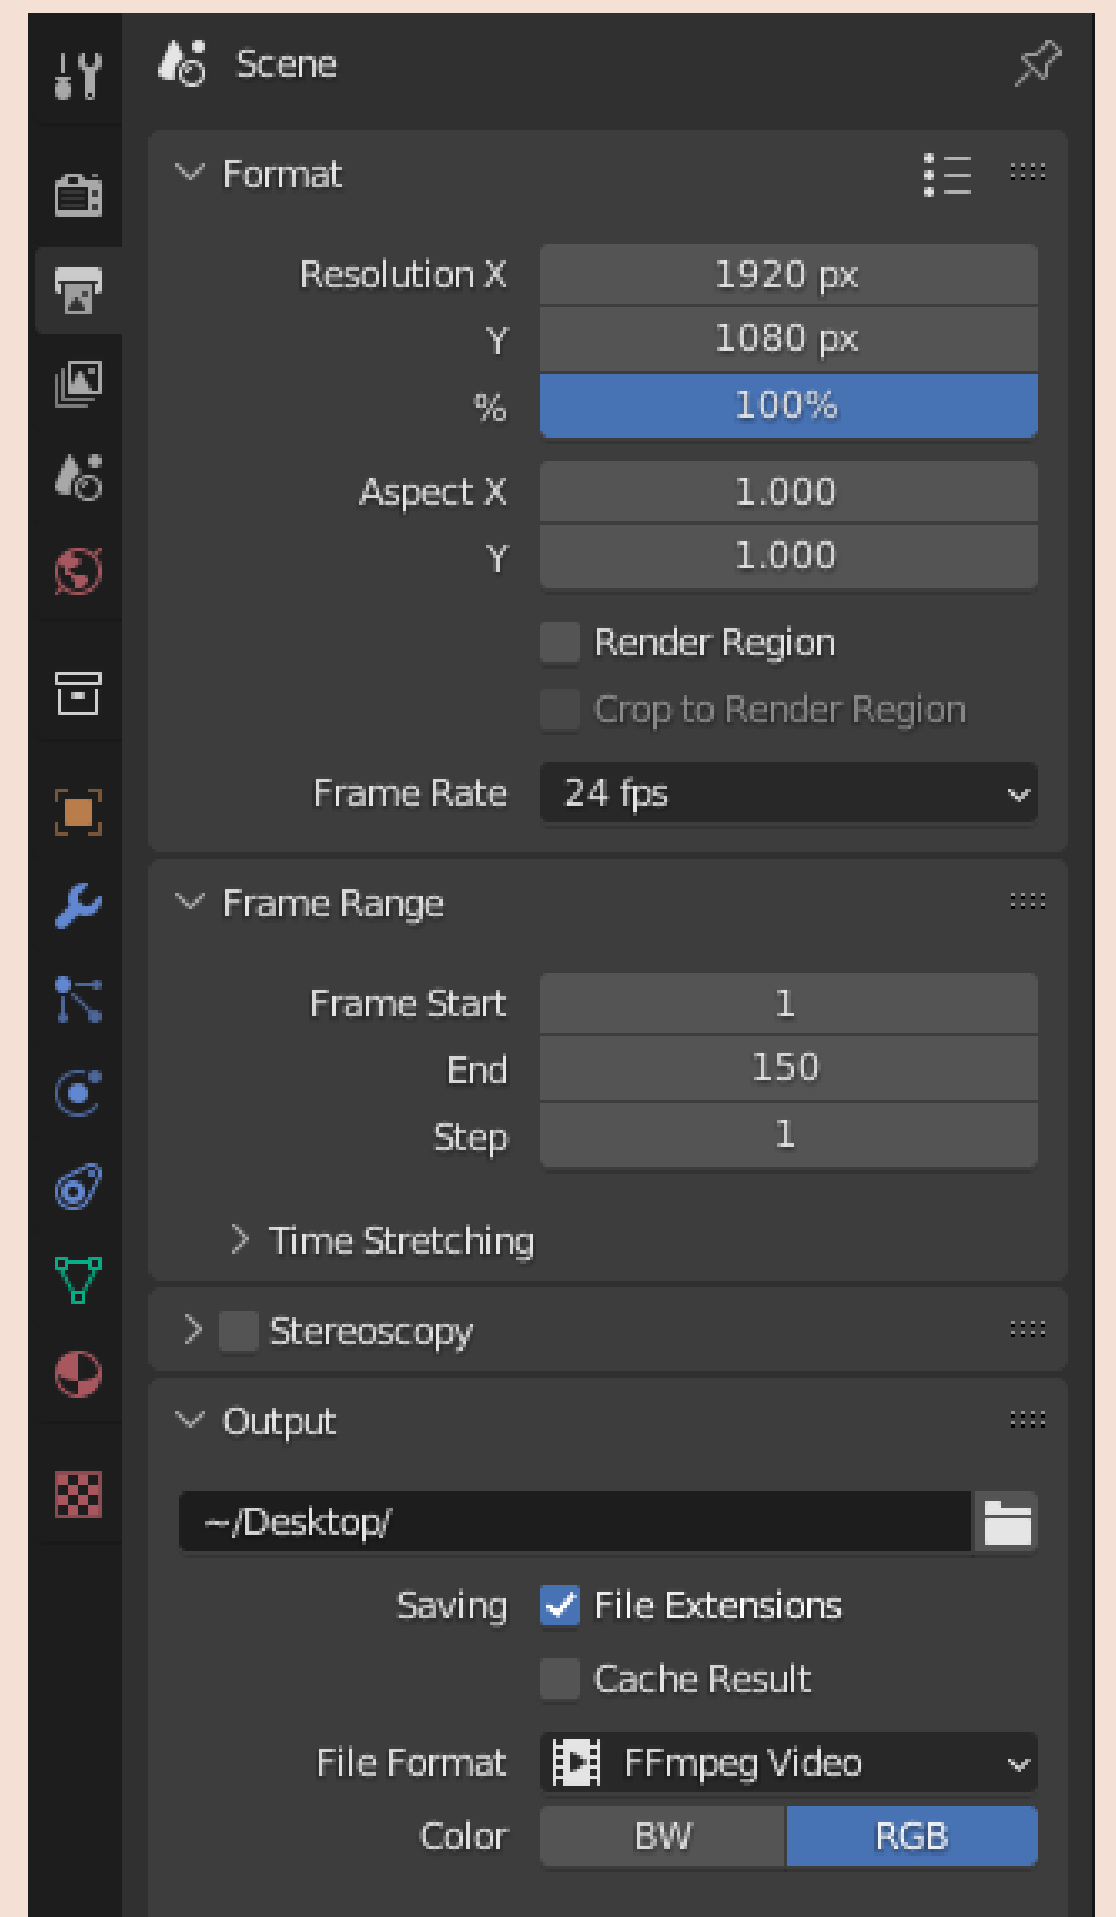 Scene
Format
Resolution X 1920 px
Y 1080 px
% 100%
Aspect X 1.000
Y 1.000
Render Region
Crop to Render Region
Frame Rate 24 fps
Frame Range
Frame Start 1
End 150
Step 1
Time Stretching
Stereoscopy
Output
~/Desktop/
Saving File Extensions
Cache Result
File Format FFmpeg Video
Color BW RGB